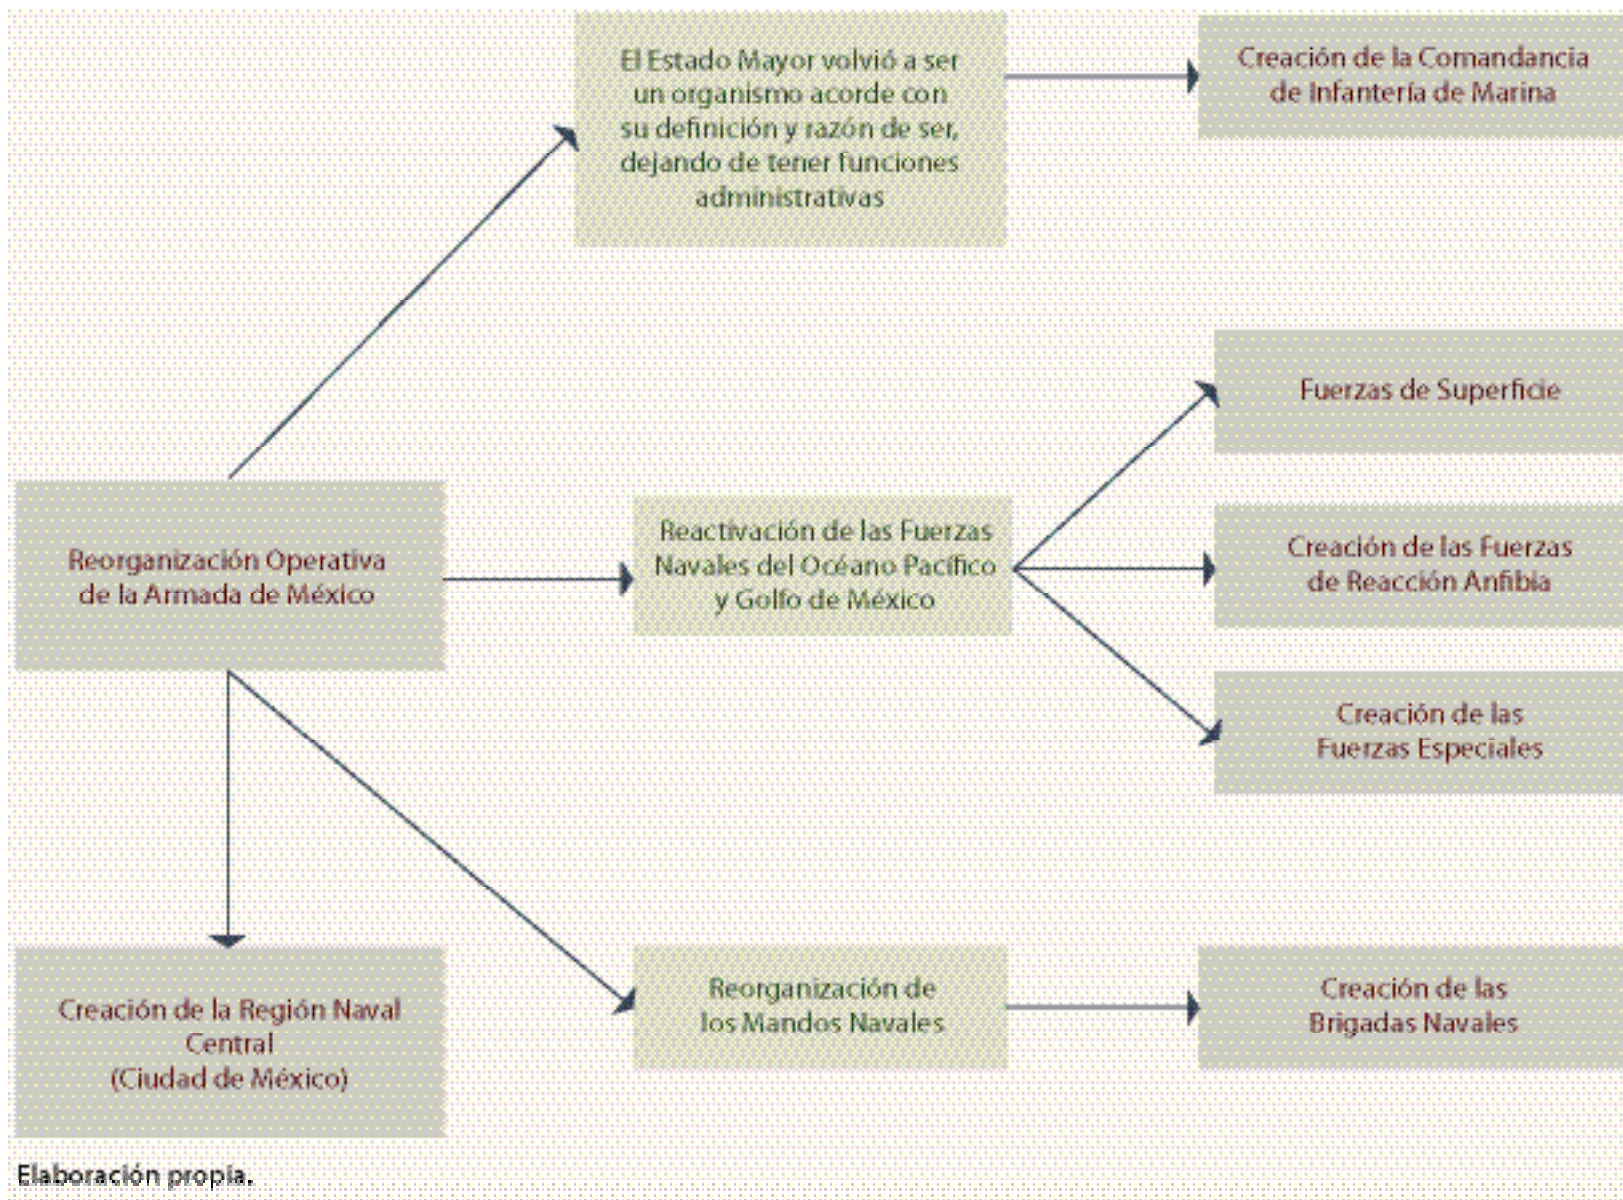 El Estado Mayor volvió a ser
un organismo acorde con
su definición y razón de ser,
dejando de tener funciones
administrativas
Creación de la Comandancia
de Infantería de Marina
Fuerzas de Superficie
Reorganización Operativa
de la Armada de México
Reactivación de las Fuerzas
Navales del Océano Pacífico
y Golfo de México
Creación de las Fuerzas
de Reacción Anfibia
Creación de las
Fuerzas Especiales
Creación de la Región Naval
Central
(Ciudad de México)
Reorganización de
los Mandos Navales
Creación de las
Brigadas Navales
Elaboración propia.